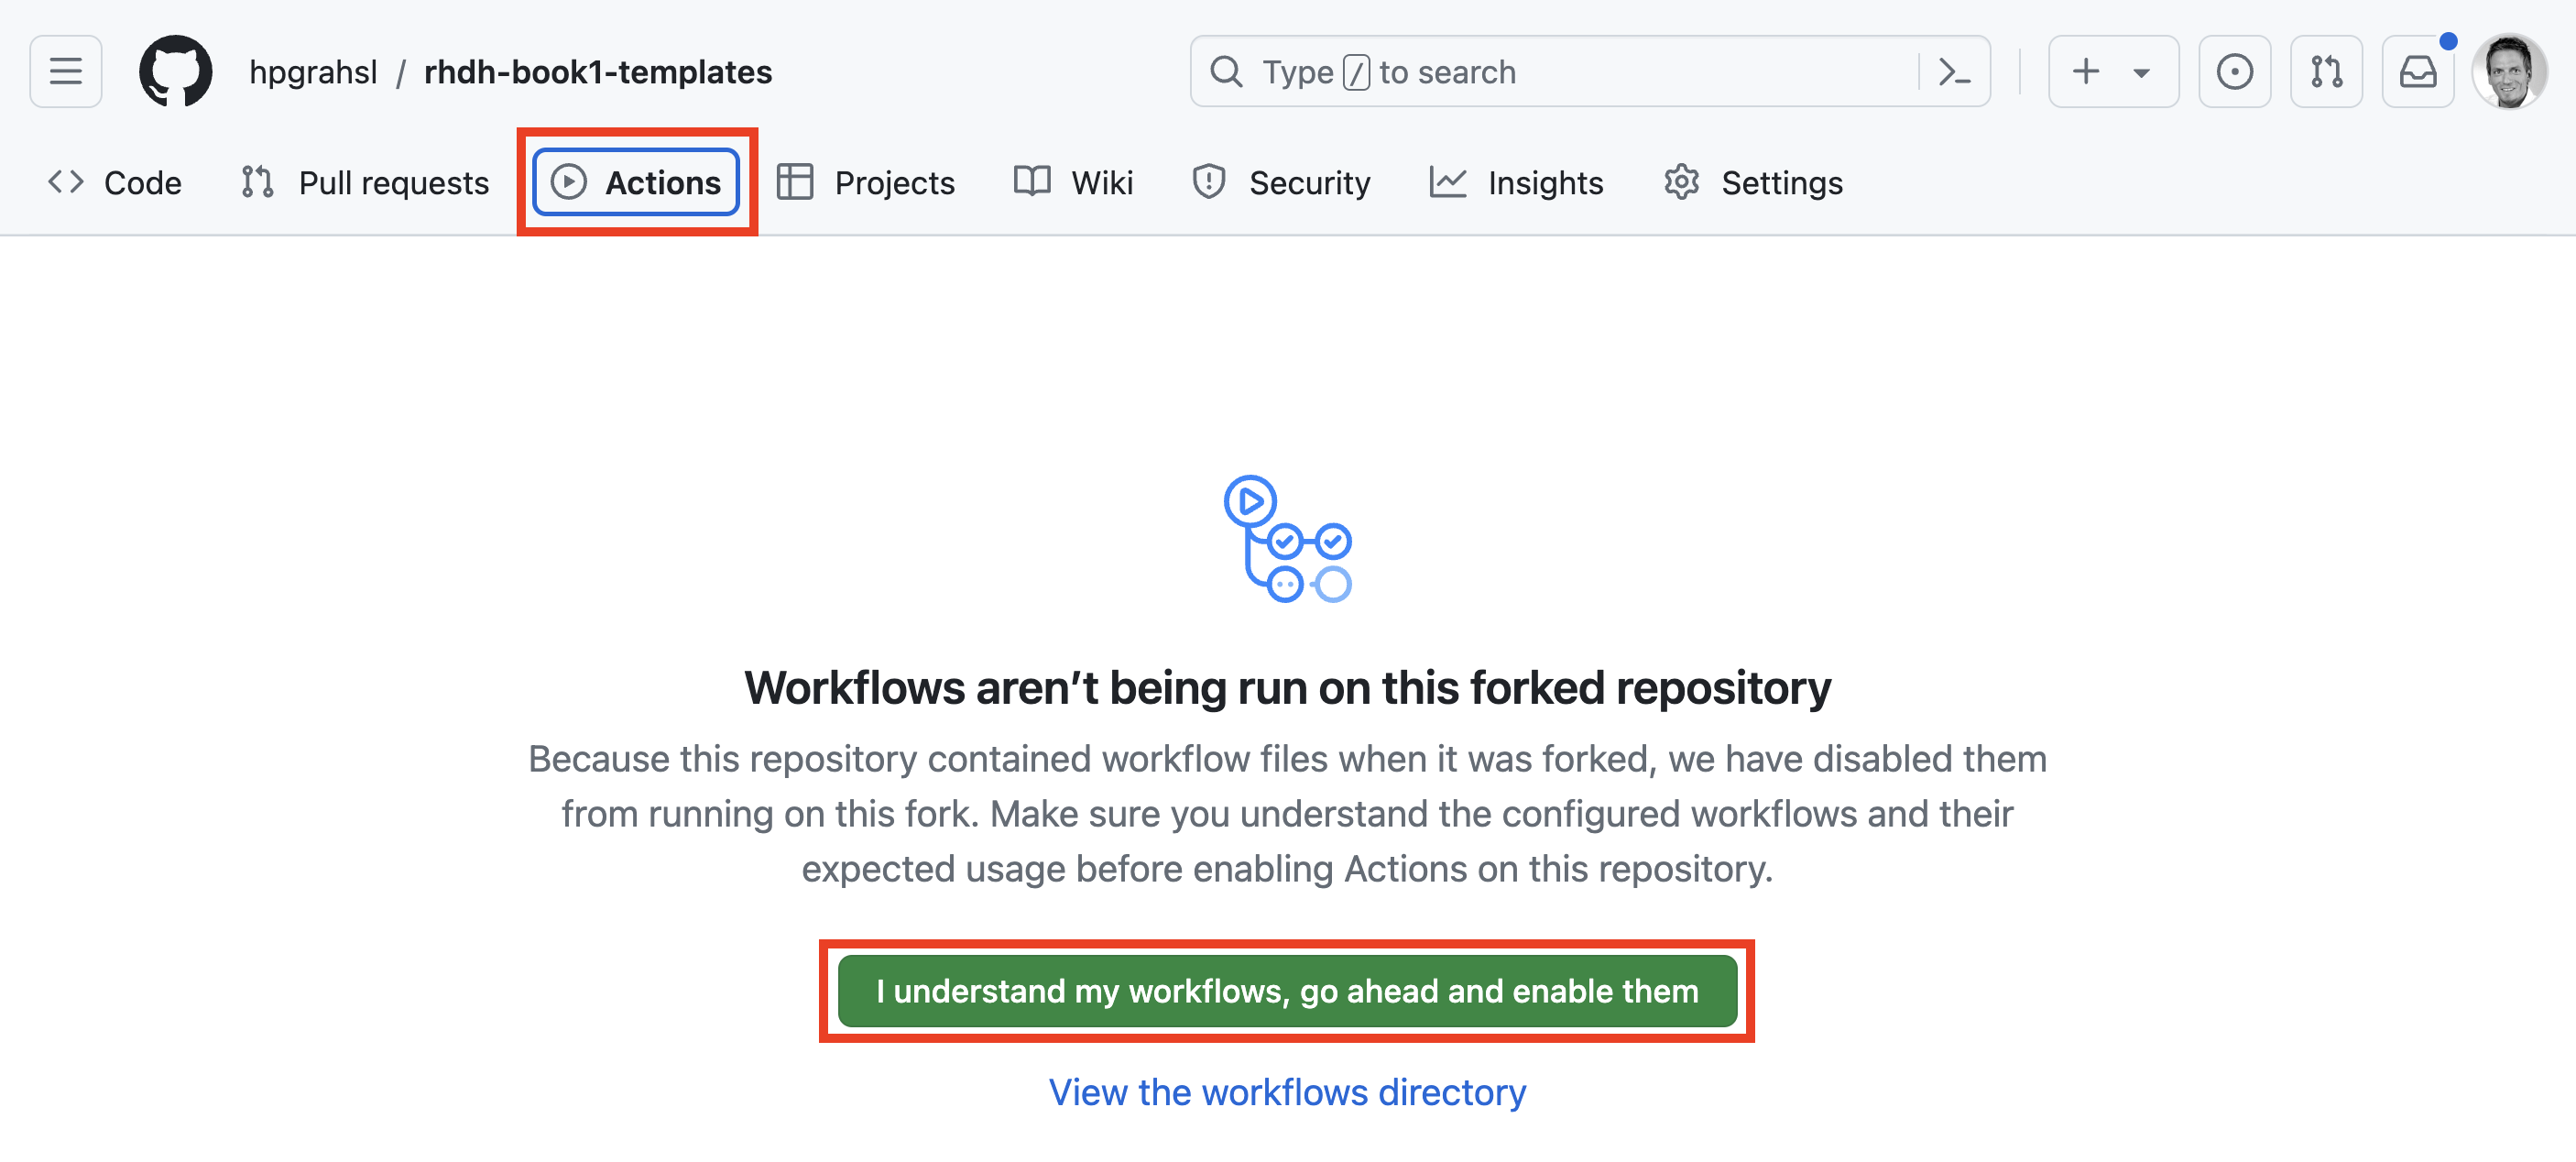 hpgrahsl / rhdh-book1-templates
Type / to search
Code Pull requests Actions Projects Wiki Security Insights Settings
Workflows aren’t being run on this forked repository
Because this repository contained workflow files when it was forked, we have disabled them
from running on this fork. Make sure you understand the configured workflows and their
expected usage before enabling Actions on this repository.
I understand my workflows, go ahead and enable them
View the workflows directory